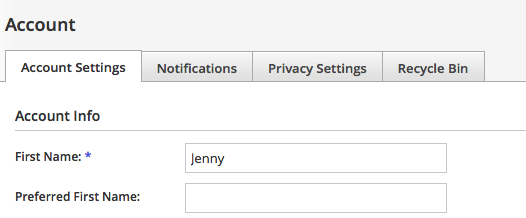 Account
Account Settings Notifications Privacy Settings Recycle Bin
Account Info
First Name: * Jenny
Preferred First Name: